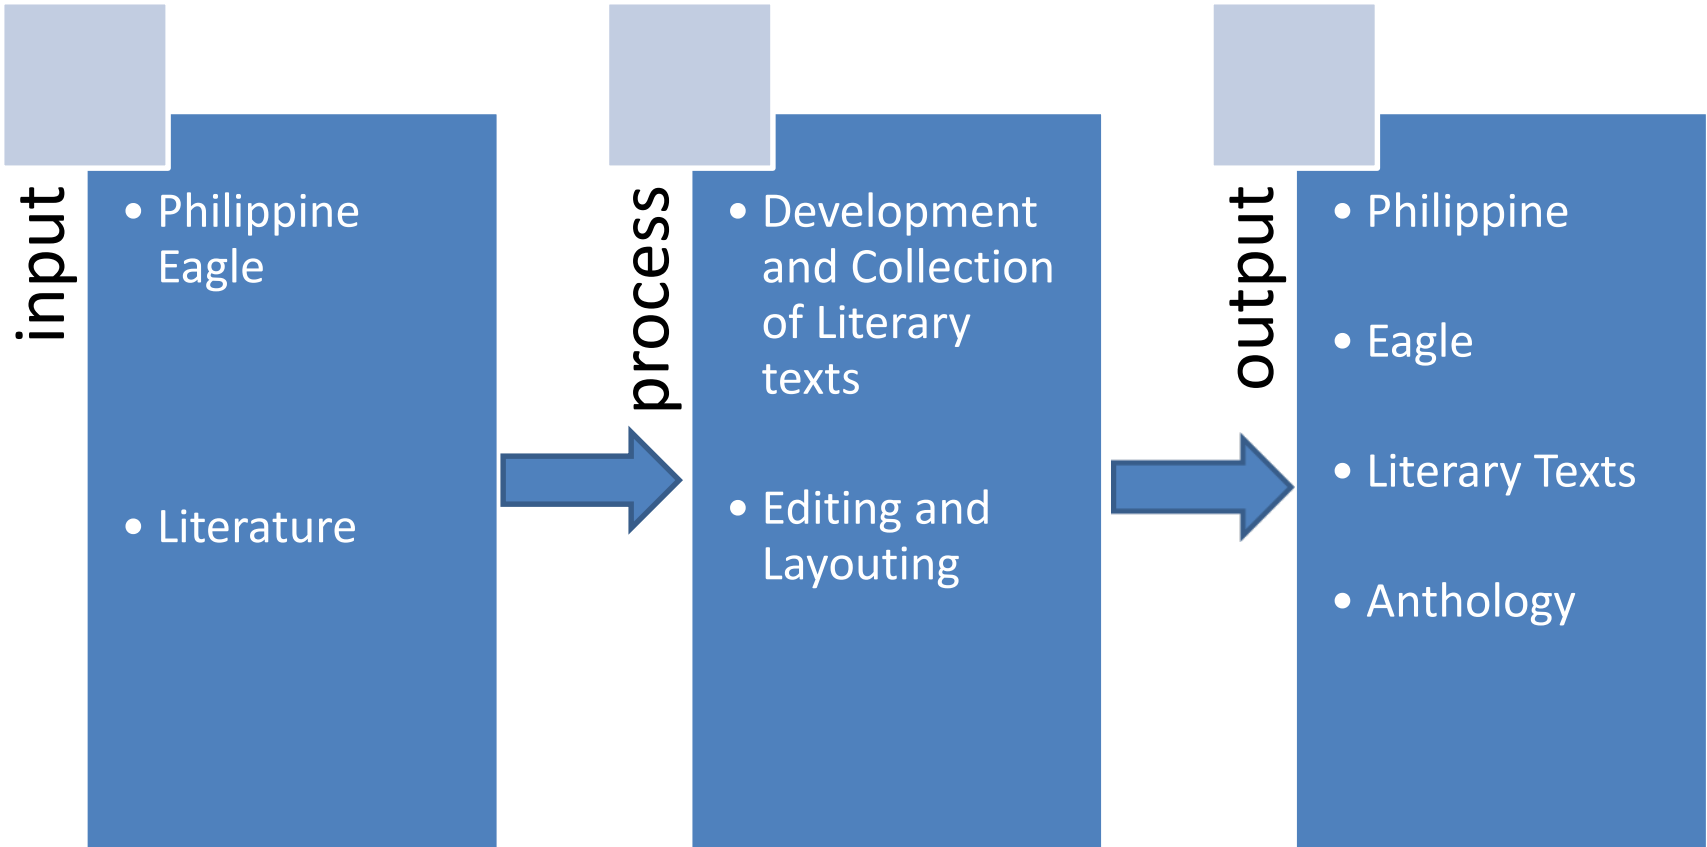 input
• Philippine
Eagle
• Literature
process
• Development
and Collection
of Literary
texts
• Editing and
Layouting
output
• Philippine
• Eagle
• Literary Texts
• Anthology